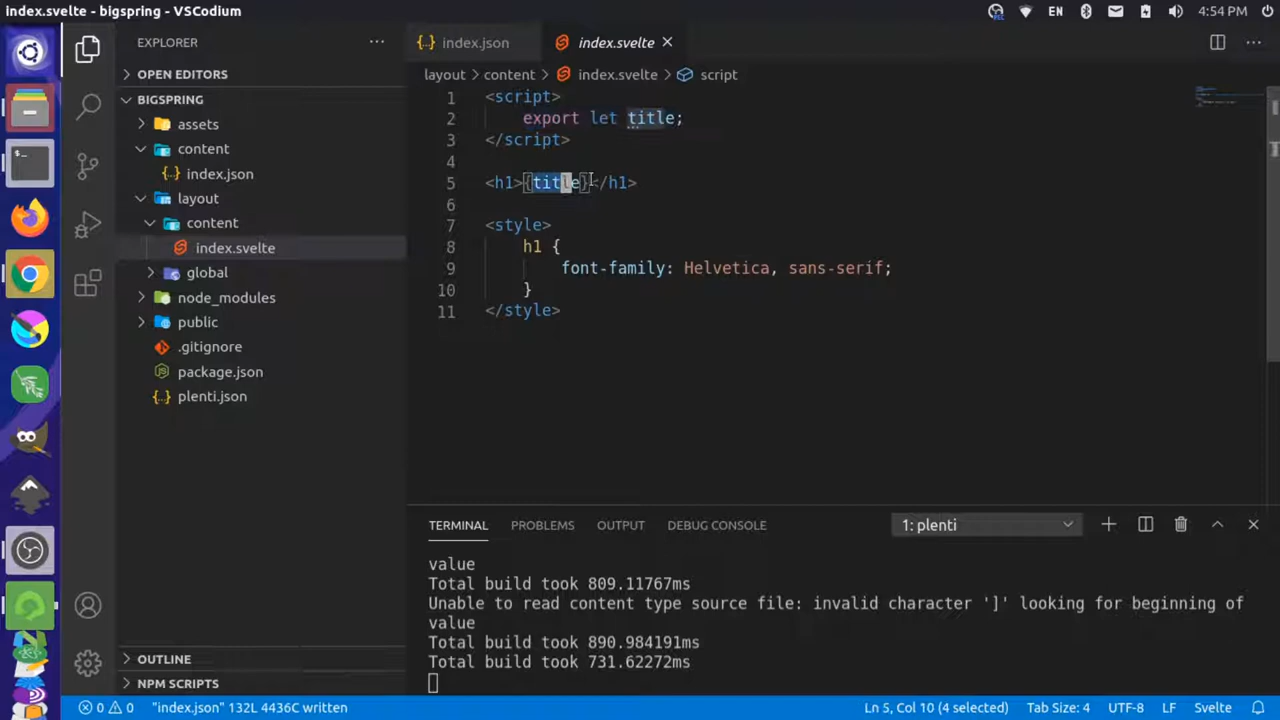 index.svelte - bigspring - VSCodium
EN
4:54 PM
EXPLORER
OPEN EDITORS
BIGSPRING
assets
content
{..} index.json
layout
content
index.svelte
global
node_modules
public
.gitignore
package.json
{..} plenti.json
OUTLINE
NPM SCRIPTS
{..} index.json
index.svelte
layout > content > index.svelte > script
1 <script>
2 export let title;
3 </script>
4
5 <h1>{title}</h1>
6
7 <style>
8 h1 {
9 font-family: Helvetica, sans-serif;
10 }
11 </style>
TERMINAL PROBLEMS OUTPUT DEBUG CONSOLE
1: plenti
value
Total build took 809.11767ms
Unable to read content type source file: invalid character ']' looking for beginning of
value
Total build took 890.984191ms
Total build took 731.62272ms
0 0 "index.json" 132L 4436C written
Ln 5, Col 10 (4 selected) Tab Size: 4 UTF-8 LF Svelte